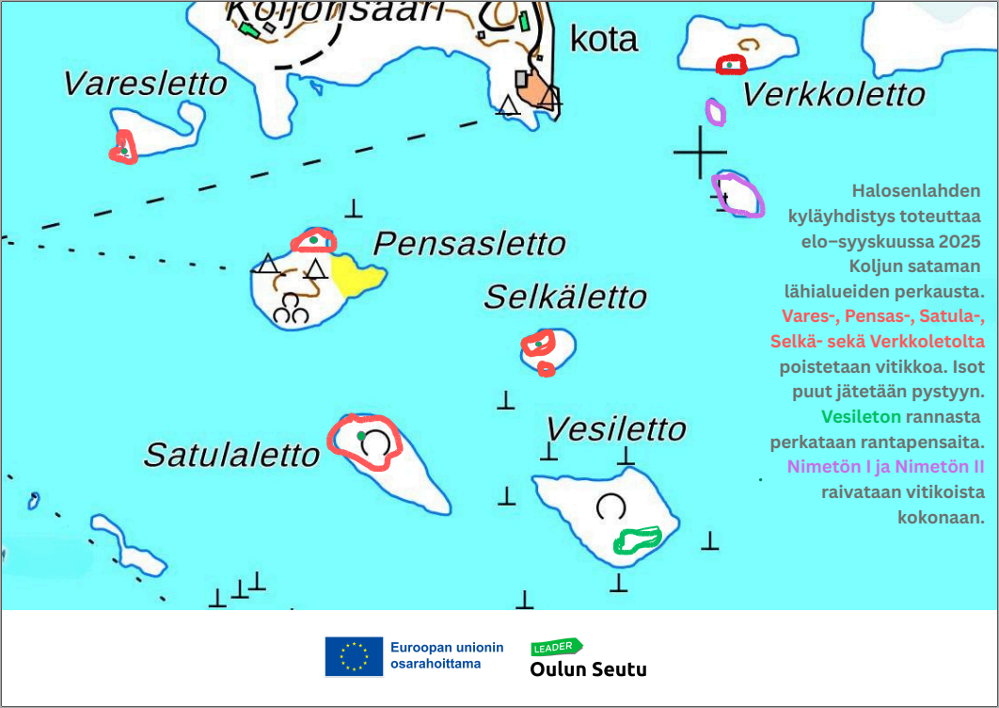 Koljonsaari
kota
Varesletto
Verkkoletto
Pensasletto
Selkäletto
Satulaletto
Vesiletto
Halosenlahden
kyläyhdistys toteuttaa
elo–syyskuussa 2025
Koljun sataman
lähialueiden perkausta.
Vares-, Pensas-, Satula-,
Selkä- sekä Verkkoletolta
poistetaan vitikkoa. Isot
puut jätetään pystyyn.
Vesileton rannasta
perkataan rantapensaita.
Nimetön I ja Nimetön II
raivataan vitikoista
kokonaan.
Euroopan unionin
osarahoittama
LEADER
Oulun Seutu